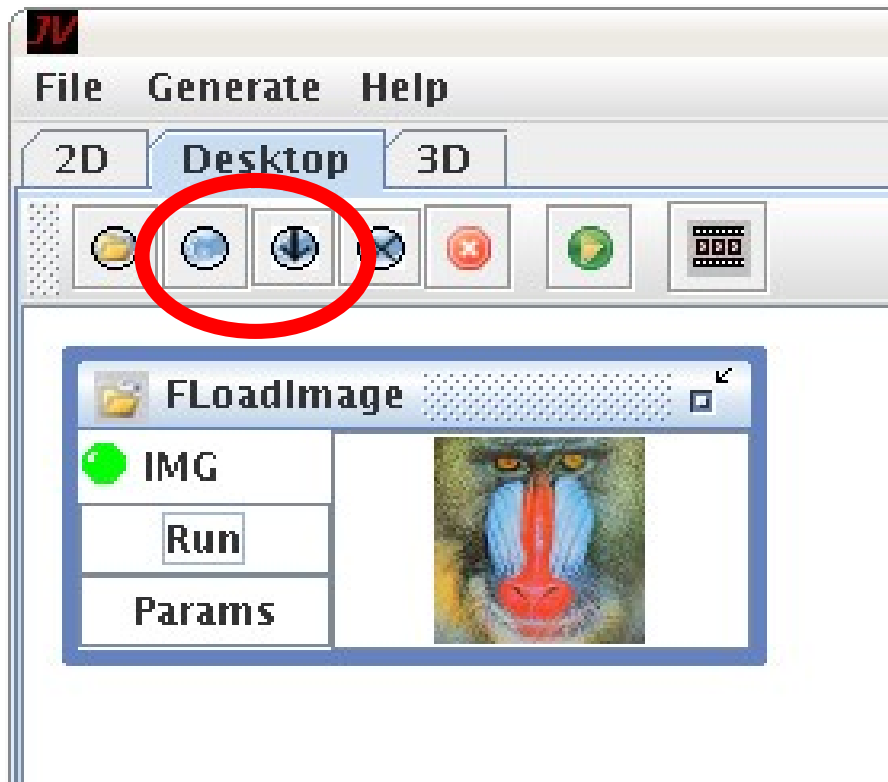 JV
File Generate Help
2D Desktop 3D
FLoadImage
IMG
Run
Params